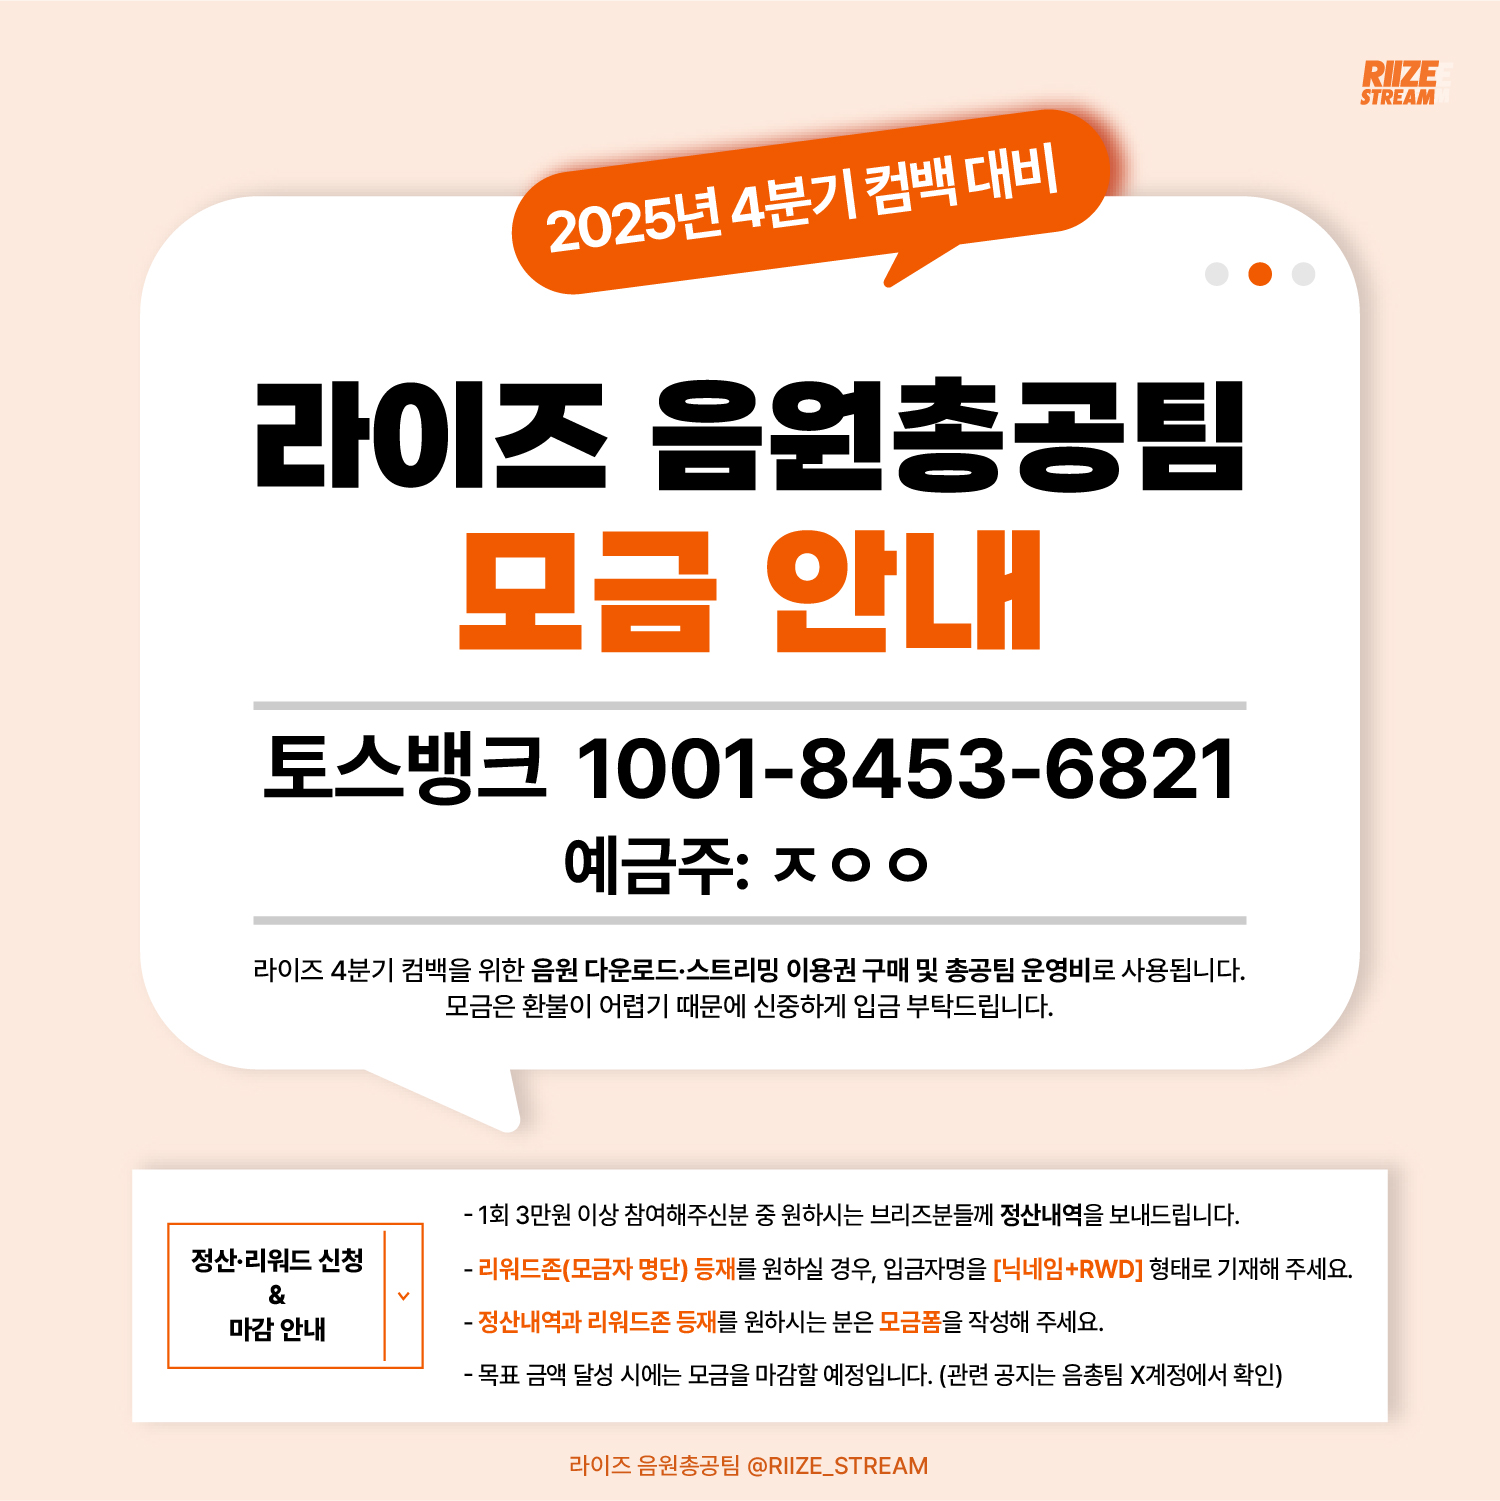 RIIZE
STREAM
2025년 4분기 컴백 대비
라이즈 음원총공팀
모금 안내
토스뱅크 1001-8453-6821
예금주: ㅈㅇㅇ
라이즈 4분기 컴백을 위한 음원 다운로드·스트리밍 이용권 구매 및 총공팀 운영비로 사용됩니다.
모금은 환불이 어렵기 때문에 신중하게 입금 부탁드립니다.
정산·리워드 신청
&
마감 안내
- 1회 3만원 이상 참여해주신분 중 원하시는 브리즈분들께 정산내역을 보내드립니다.
- 리워드존(모금자 명단) 등재를 원하실 경우, 입금자명을 [닉네임+RWD] 형태로 기재해 주세요.
- 정산내역과 리워드존 등재를 원하시는 분은 모금폼을 작성해 주세요.
- 목표 금액 달성 시에는 모금을 마감할 예정입니다. (관련 공지는 음총팀 X계정에서 확인)
라이즈 음원총공팀 @RIIZE_STREAM